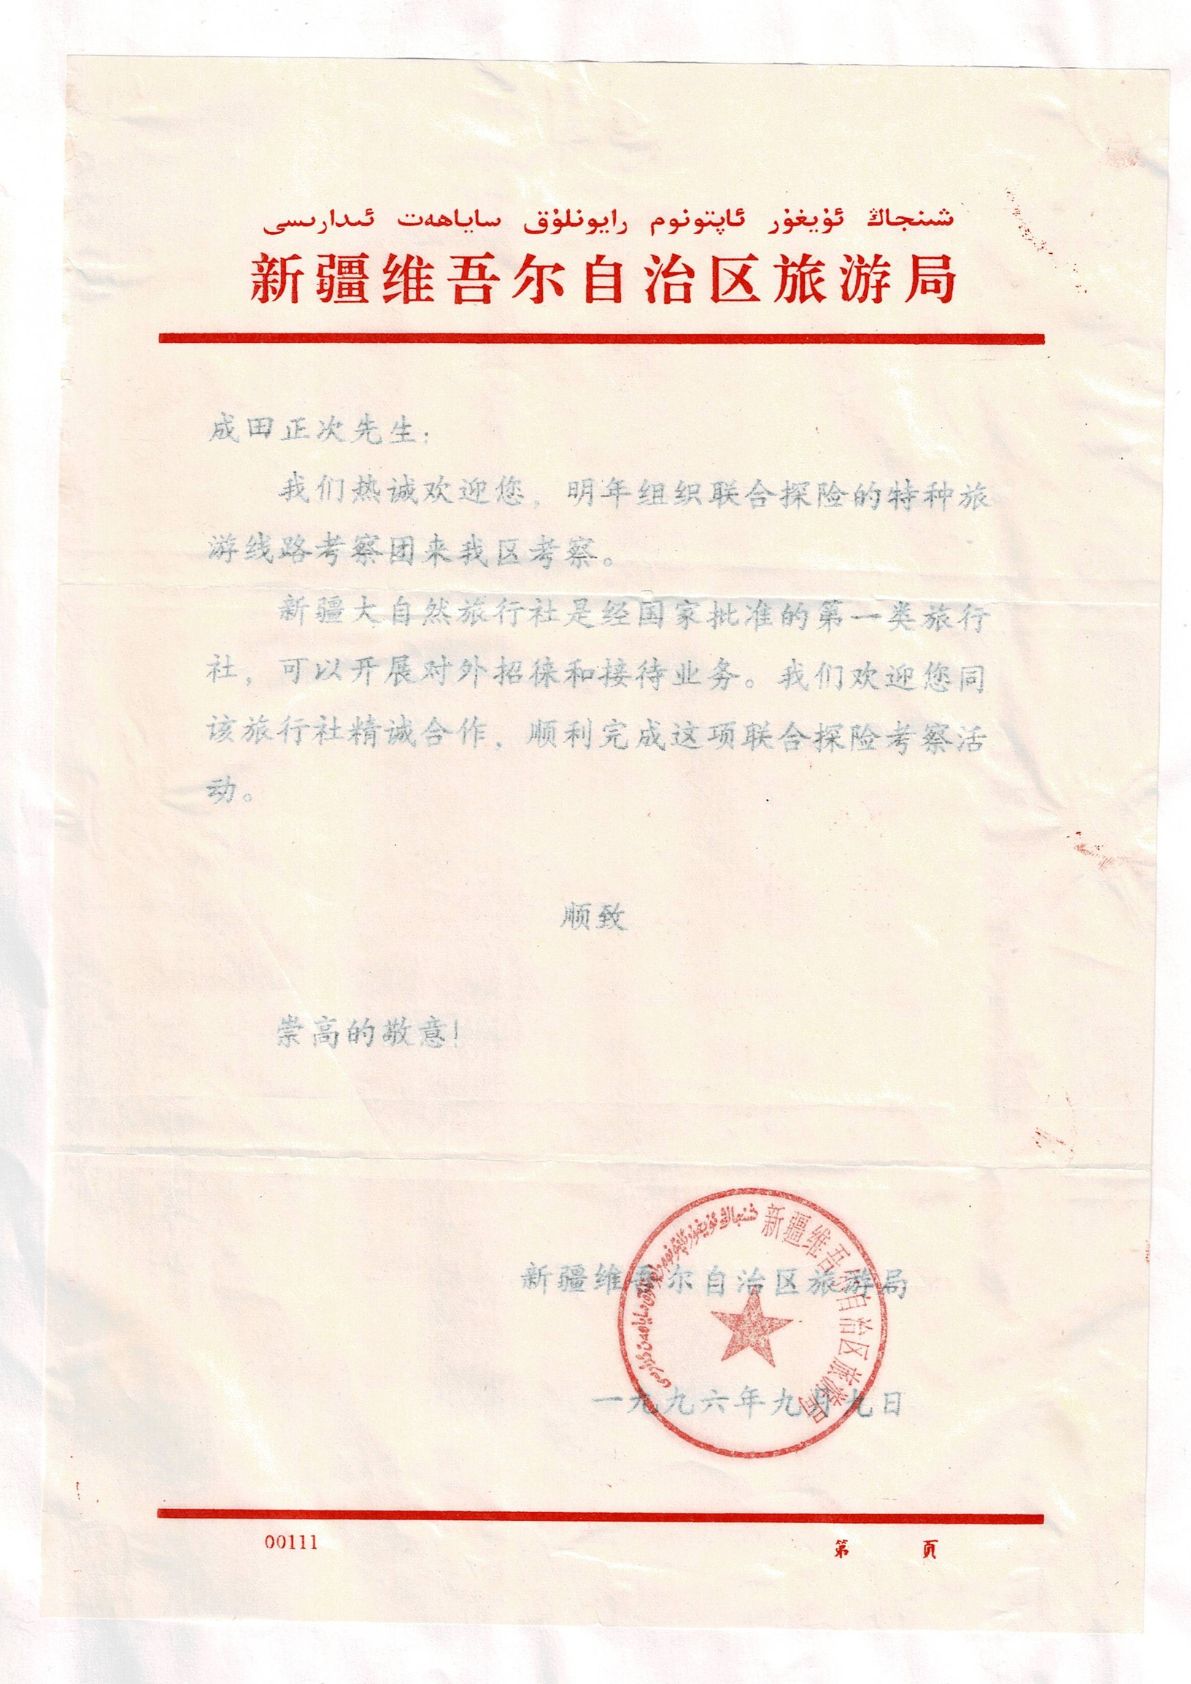 شىنجاڭ ئۇيغۇر ئاپتونوم رايونلۇق ساياھەت ئىدارىسى
新疆维吾尔自治区旅游局
成田正次先生：
我们热诚欢迎您，明年组织联合探险的特种旅
游线路考察团来我区考察。
新疆大自然旅行社是经国家批准的第一类旅行
社，可以开展对外招徕和接待业务。我们欢迎您同
该旅行社精诚合作，顺利完成这项联合探险考察活
动。
顺致
崇高的敬意！
新疆维吾尔自治区旅游局
一九九六年九月九日
شىنجاڭ ئۇيغۇر ئاپتونوم رايونلۇق ساياھەت ئىدارىسى
新疆维吾尔自治区旅游局
00111
第 页